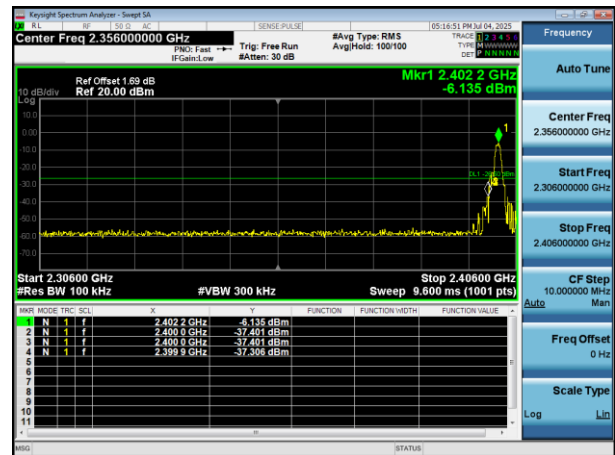 Keysight Spectrum Analyzer - Swept SA
RL RF 50 Ω AC SENSE:PULSE 05:16:51 PM Jul 04, 2025
Center Freq 2.356000000 GHz
PNO: Fast
IFGain:Low
Trig: Free Run
#Atten: 30 dB
#Avg Type: RMS
Avg|Hold: 100/100
TRACE 1 2 3 4 5 6
TYPE M WWWWW
DET P NNNNN
Frequency
Auto Tune
Center Freq
2.356000000 GHz
Start Freq
2.306000000 GHz
Stop Freq
2.406000000 GHz
CF Step
10.000000 MHz
Auto Man
Freq Offset
0 Hz
Scale Type
Log Lin
Ref Offset 1.69 dB
10 dB/div Ref 20.00 dBm
Log
Mkr1 2.402 2 GHz
-6.135 dBm
10.0
0.00
-10.0
-20.0
-30.0
-40.0
-50.0
-60.0
-70.0
1
Start 2.30600 GHz Stop 2.40600 GHz
#Res BW 100 kHz #VBW 300 kHz Sweep 9.600 ms (1001 pts)
MKR MODE TRC SCL X Y FUNCTION FUNCTION WIDTH FUNCTION VALUE
1 N 1 f 2.402 2 GHz -6.135 dBm
2 N 1 f 2.400 0 GHz -37.401 dBm
3 N 1 f 2.400 0 GHz -37.401 dBm
4 N 1 f 2.399 9 GHz -37.306 dBm
5
6
7
8
9
10
11
MSG STATUS